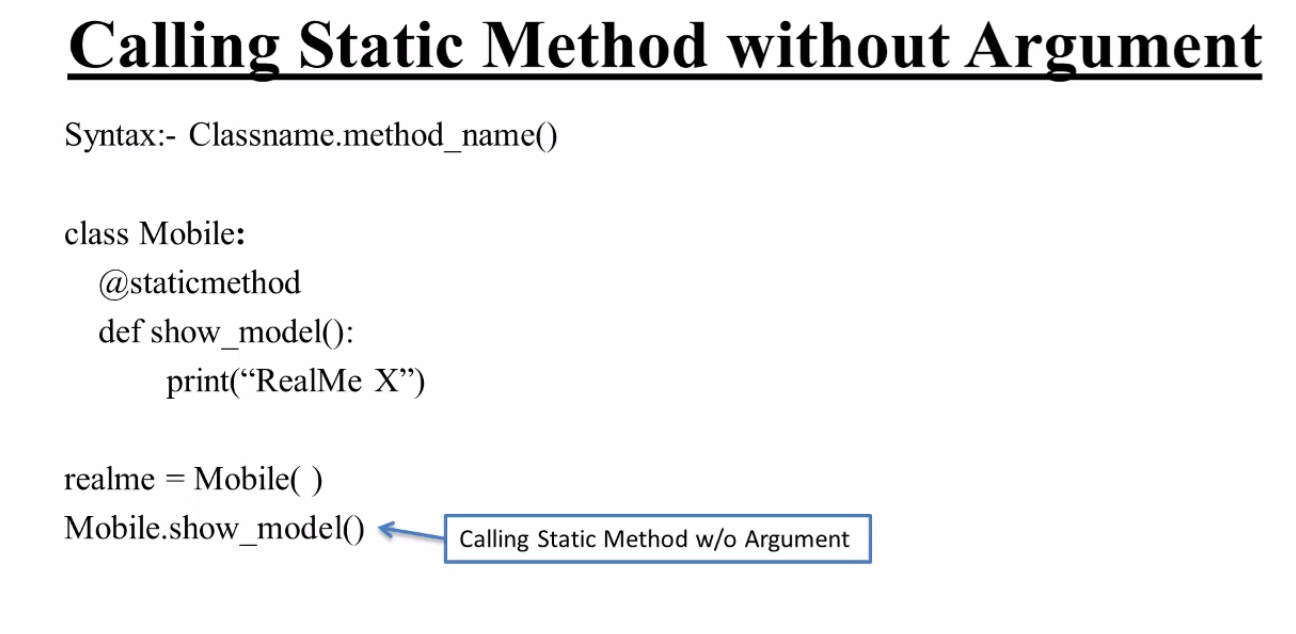 Calling Static Method without Argument
Syntax:- Classname.method_name()
class Mobile:
@staticmethod
def show_model():
print(“RealMe X”)
realme = Mobile( )
Mobile.show_model()
Calling Static Method w/o Argument